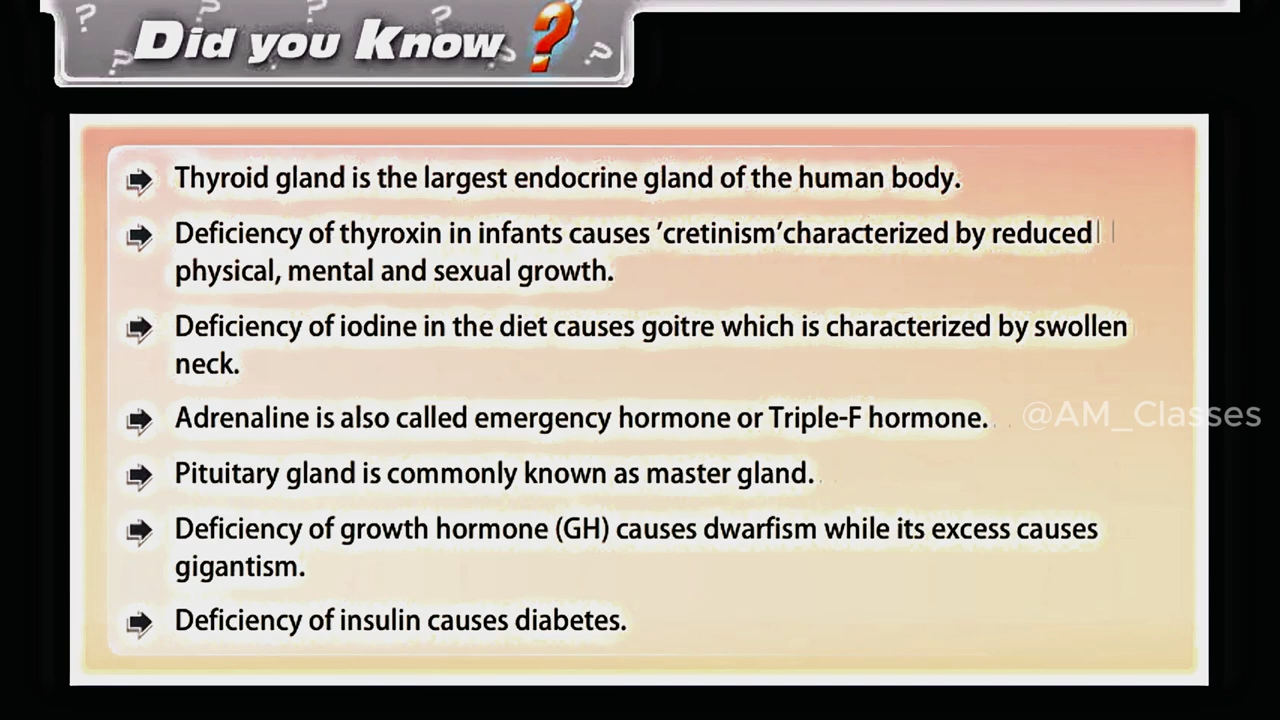 Did you Know ?
Thyroid gland is the largest endocrine gland of the human body.
Deficiency of thyroxin in infants causes 'cretinism'characterized by reduced
physical, mental and sexual growth.
Deficiency of iodine in the diet causes goitre which is characterized by swollen
neck.
Adrenaline is also called emergency hormone or Triple-F hormone.
@AM_Classes
Pituitary gland is commonly known as master gland.
Deficiency of growth hormone (GH) causes dwarfism while its excess causes
gigantism.
Deficiency of insulin causes diabetes.